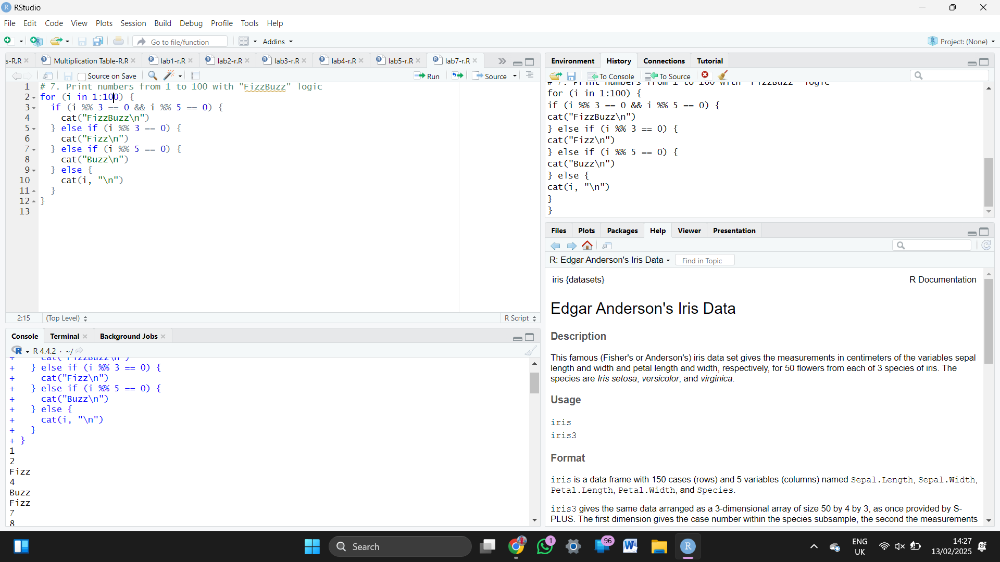 RStudio
File Edit Code View Plots Session Build Debug Profile Tools Help
Go to file/function Addins Project: (None)
s-R.R Multiplication Table-R.R lab1-r.R lab2-r.R lab3-r.R lab4-r.R lab5-r.R lab7-r.R
Source on Save Run Source
1 # 7. Print numbers from 1 to 100 with "FizzBuzz" logic
2 for (i in 1:100) {
3 if (i %% 3 == 0 && i %% 5 == 0) {
4 cat("FizzBuzz\n")
5 } else if (i %% 3 == 0) {
6 cat("Fizz\n")
7 } else if (i %% 5 == 0) {
8 cat("Buzz\n")
9 } else {
10 cat(i, "\n")
11 }
12 }
13
2:15 (Top Level) R Script
Console Terminal Background Jobs
R 4.4.2 · ~/
+ cat("FizzBuzz\n")
+ } else if (i %% 3 == 0) {
+ cat("Fizz\n")
+ } else if (i %% 5 == 0) {
+ cat("Buzz\n")
+ } else {
+ cat(i, "\n")
+ }
+ }
1
2
Fizz
4
Buzz
Fizz
7
8
Environment History Connections Tutorial
To Console To Source
# 7. Print numbers from 1 to 100 with "FizzBuzz" logic
for (i in 1:100) {
if (i %% 3 == 0 && i %% 5 == 0) {
cat("FizzBuzz\n")
} else if (i %% 3 == 0) {
cat("Fizz\n")
} else if (i %% 5 == 0) {
cat("Buzz\n")
} else {
cat(i, "\n")
}
}
Files Plots Packages Help Viewer Presentation
R: Edgar Anderson's Iris Data Find in Topic
iris {datasets} R Documentation
Edgar Anderson's Iris Data
Description
This famous (Fisher's or Anderson's) iris data set gives the measurements in centimeters of the variables sepal
length and width and petal length and width, respectively, for 50 flowers from each of 3 species of iris. The
species are Iris setosa, versicolor, and virginica.
Usage
iris
iris3
Format
iris is a data frame with 150 cases (rows) and 5 variables (columns) named Sepal.Length, Sepal.Width,
Petal.Length, Petal.Width, and Species.
iris3 gives the same data arranged as a 3-dimensional array of size 50 by 4 by 3, as once provided by S-
PLUS. The first dimension gives the case number within the species subsample, the second the measurements
Search 1 96 ENG 14:27
UK 13/02/2025